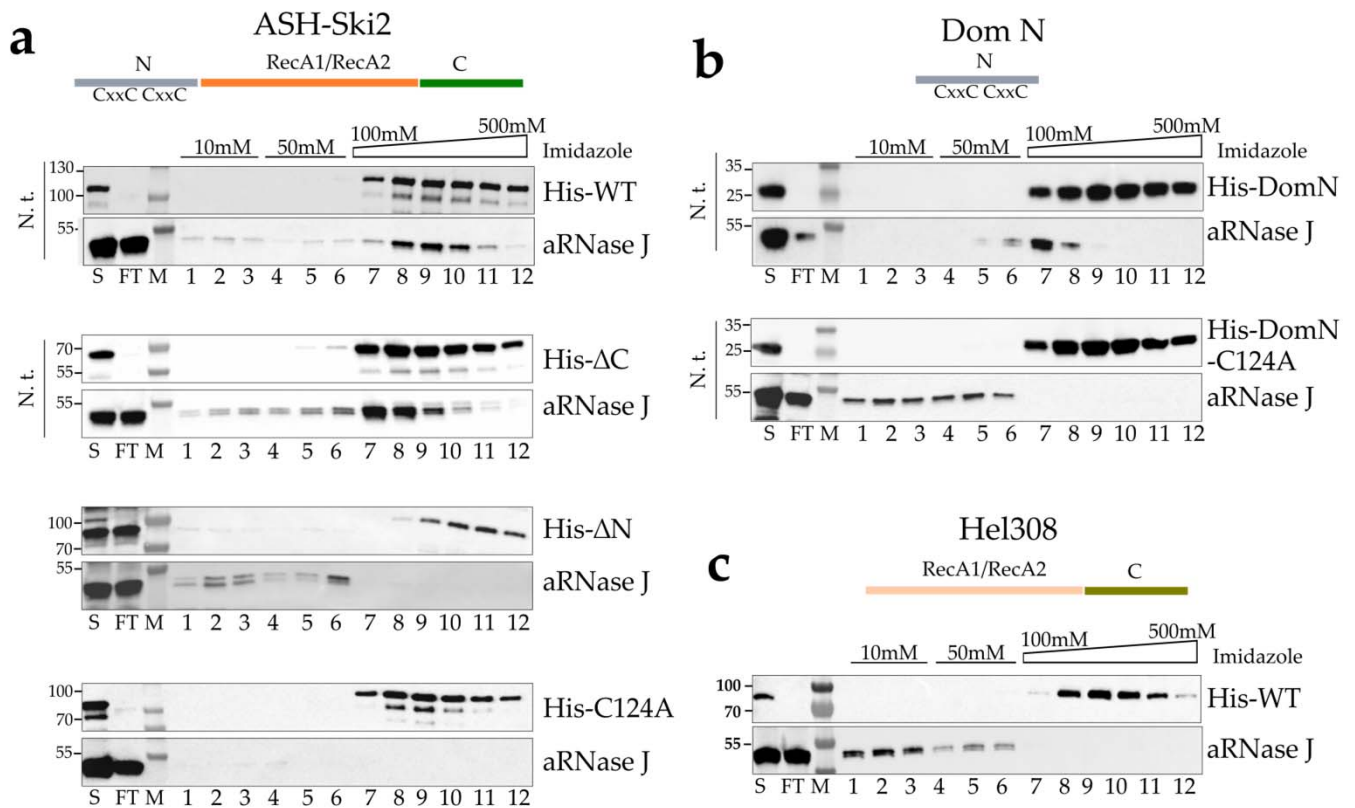 a
ASH-Ski2
N RecA1/RecA2 C
CxxC CxxC
10mM 50mM 100mM 500mM Imidazole
N. t.
130
100
His-WT
55
aRNase J
S FT M 1 2 3 4 5 6 7 8 9 10 11 12
N. t.
70
55
His-ΔC
55
aRNase J
S FT M 1 2 3 4 5 6 7 8 9 10 11 12
100
70
His-ΔN
55
aRNase J
S FT M 1 2 3 4 5 6 7 8 9 10 11 12
100
70
His-C124A
55
aRNase J
S FT M 1 2 3 4 5 6 7 8 9 10 11 12
b
Dom N
N
CxxC CxxC
10mM 50mM 100mM 500mM Imidazole
N. t.
35
25
His-DomN
55
aRNase J
S FT M 1 2 3 4 5 6 7 8 9 10 11 12
N. t.
35
25
His-DomN
-C124A
55
aRNase J
S FT M 1 2 3 4 5 6 7 8 9 10 11 12
c
Hel308
RecA1/RecA2 C
10mM 50mM 100mM 500mM Imidazole
100
70
His-WT
55
aRNase J
S FT M 1 2 3 4 5 6 7 8 9 10 11 12